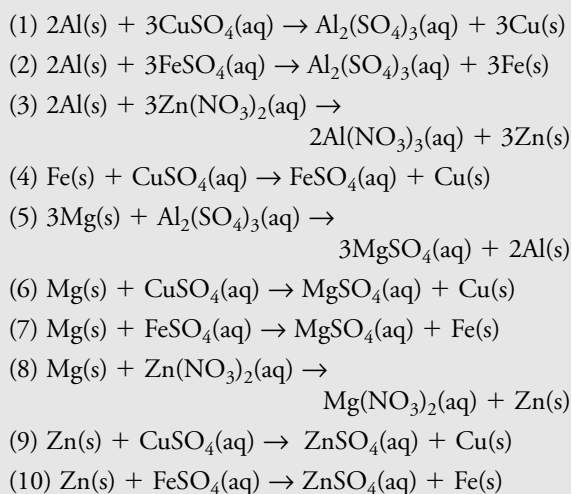 (1) 2Al(s) + 3CuSO₄(aq) → Al₂(SO₄)₃(aq) + 3Cu(s)
(2) 2Al(s) + 3FeSO₄(aq) → Al₂(SO₄)₃(aq) + 3Fe(s)
(3) 2Al(s) + 3Zn(NO₃)₂(aq) →
2Al(NO₃)₃(aq) + 3Zn(s)
(4) Fe(s) + CuSO₄(aq) → FeSO₄(aq) + Cu(s)
(5) 3Mg(s) + Al₂(SO₄)₃(aq) →
3MgSO₄(aq) + 2Al(s)
(6) Mg(s) + CuSO₄(aq) → MgSO₄(aq) + Cu(s)
(7) Mg(s) + FeSO₄(aq) → MgSO₄(aq) + Fe(s)
(8) Mg(s) + Zn(NO₃)₂(aq) →
Mg(NO₃)₂(aq) + Zn(s)
(9) Zn(s) + CuSO₄(aq) → ZnSO₄(aq) + Cu(s)
(10) Zn(s) + FeSO₄(aq) → ZnSO₄(aq) + Fe(s)